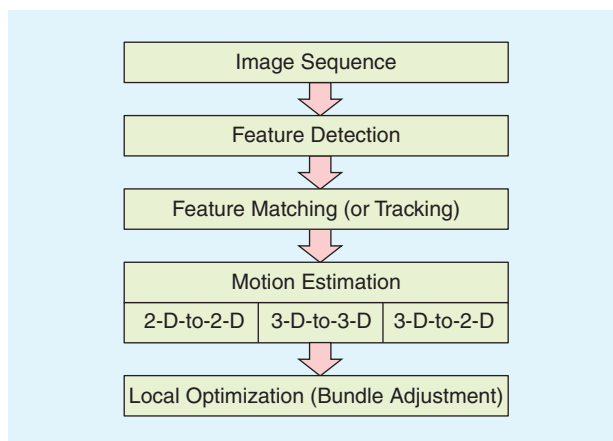 Image Sequence
Feature Detection
Feature Matching (or Tracking)
Motion Estimation
2-D-to-2-D 3-D-to-3-D 3-D-to-2-D
Local Optimization (Bundle Adjustment)